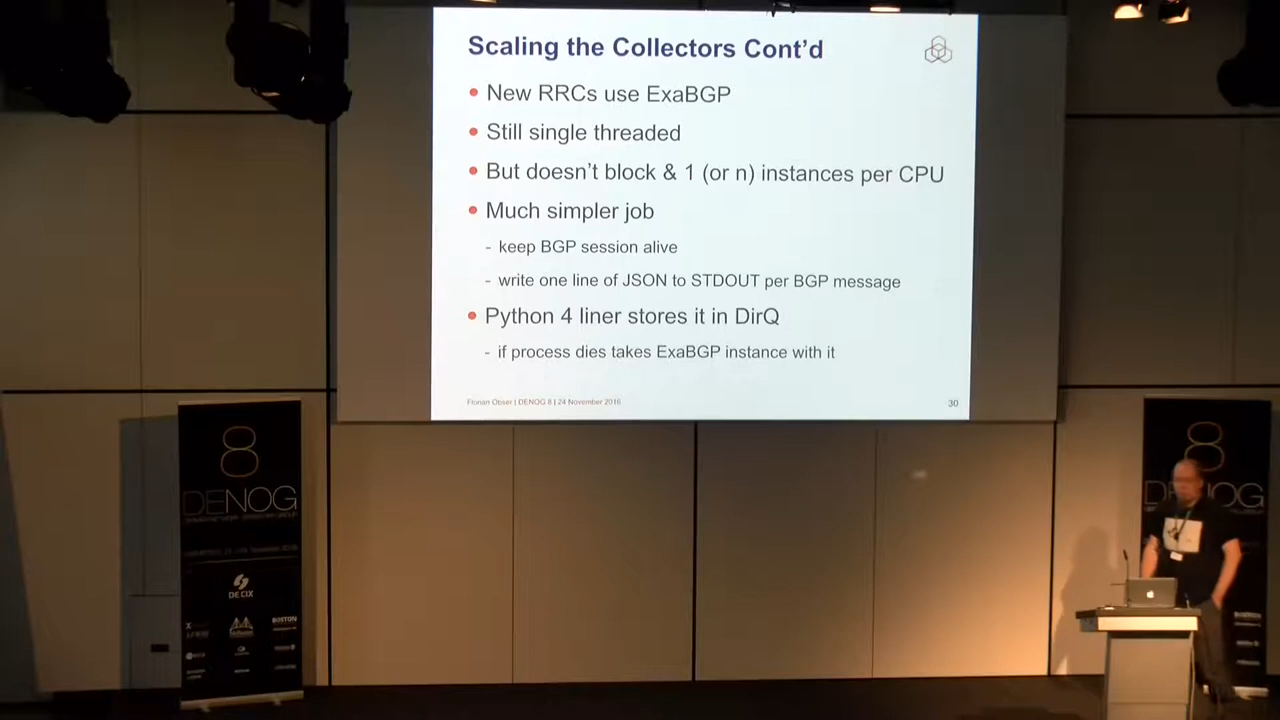 Scaling the Collectors Cont'd
• New RRCs use ExaBGP
• Still single threaded
• But doesn't block & 1 (or n) instances per CPU
• Much simpler job
- keep BGP session alive
- write one line of JSON to STDOUT per BGP message
• Python 4 liner stores it in DirQ
- if process dies takes ExaBGP instance with it
Florian Obser | DENOG 8 | 24 November 2016
30
8
DENOG
DE CIX
BOSTON
8
DENOG